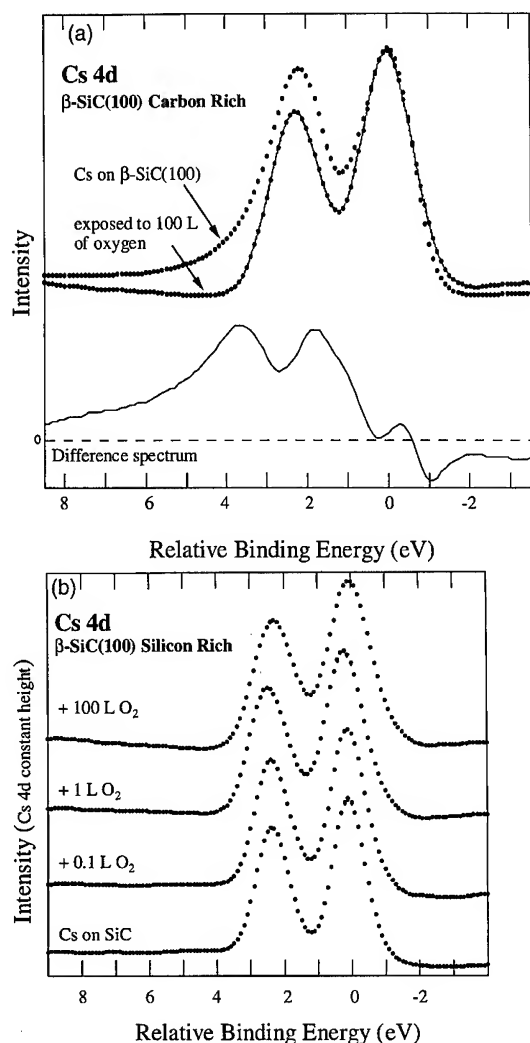 (a)
Cs 4d
β-SiC(100) Carbon Rich
Cs on β-SiC(100)
exposed to 100 L
of oxygen
Intensity
0
Difference spectrum
8 6 4 2 0 -2
Relative Binding Energy (eV)
(b)
Cs 4d
β-SiC(100) Silicon Rich
+ 100 L O₂
+ 1 L O₂
+ 0.1 L O₂
Cs on SiC
Intensity (Cs 4d constant height)
8 6 4 2 0 -2
Relative Binding Energy (eV)